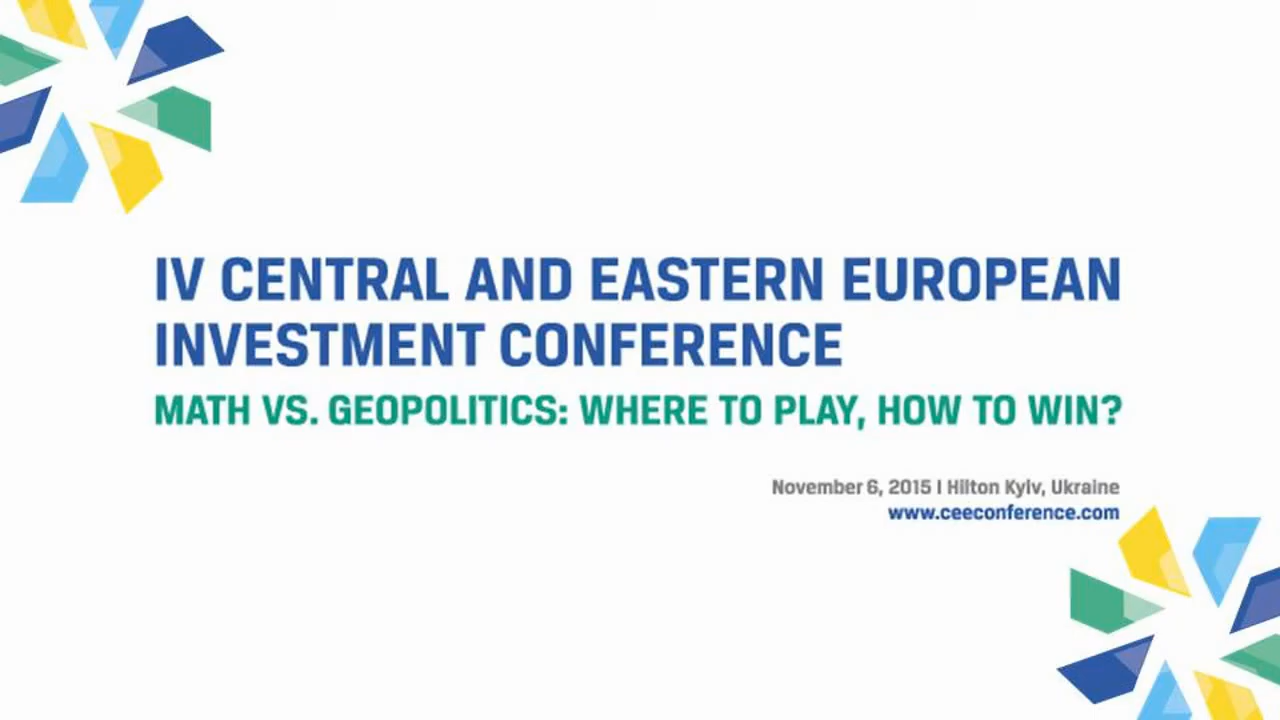 IV CENTRAL AND EASTERN EUROPEAN
INVESTMENT CONFERENCE
MATH VS. GEOPOLITICS: WHERE TO PLAY, HOW TO WIN?
November 6, 2015 I Hilton Kyiv, Ukraine
www.ceeconference.com